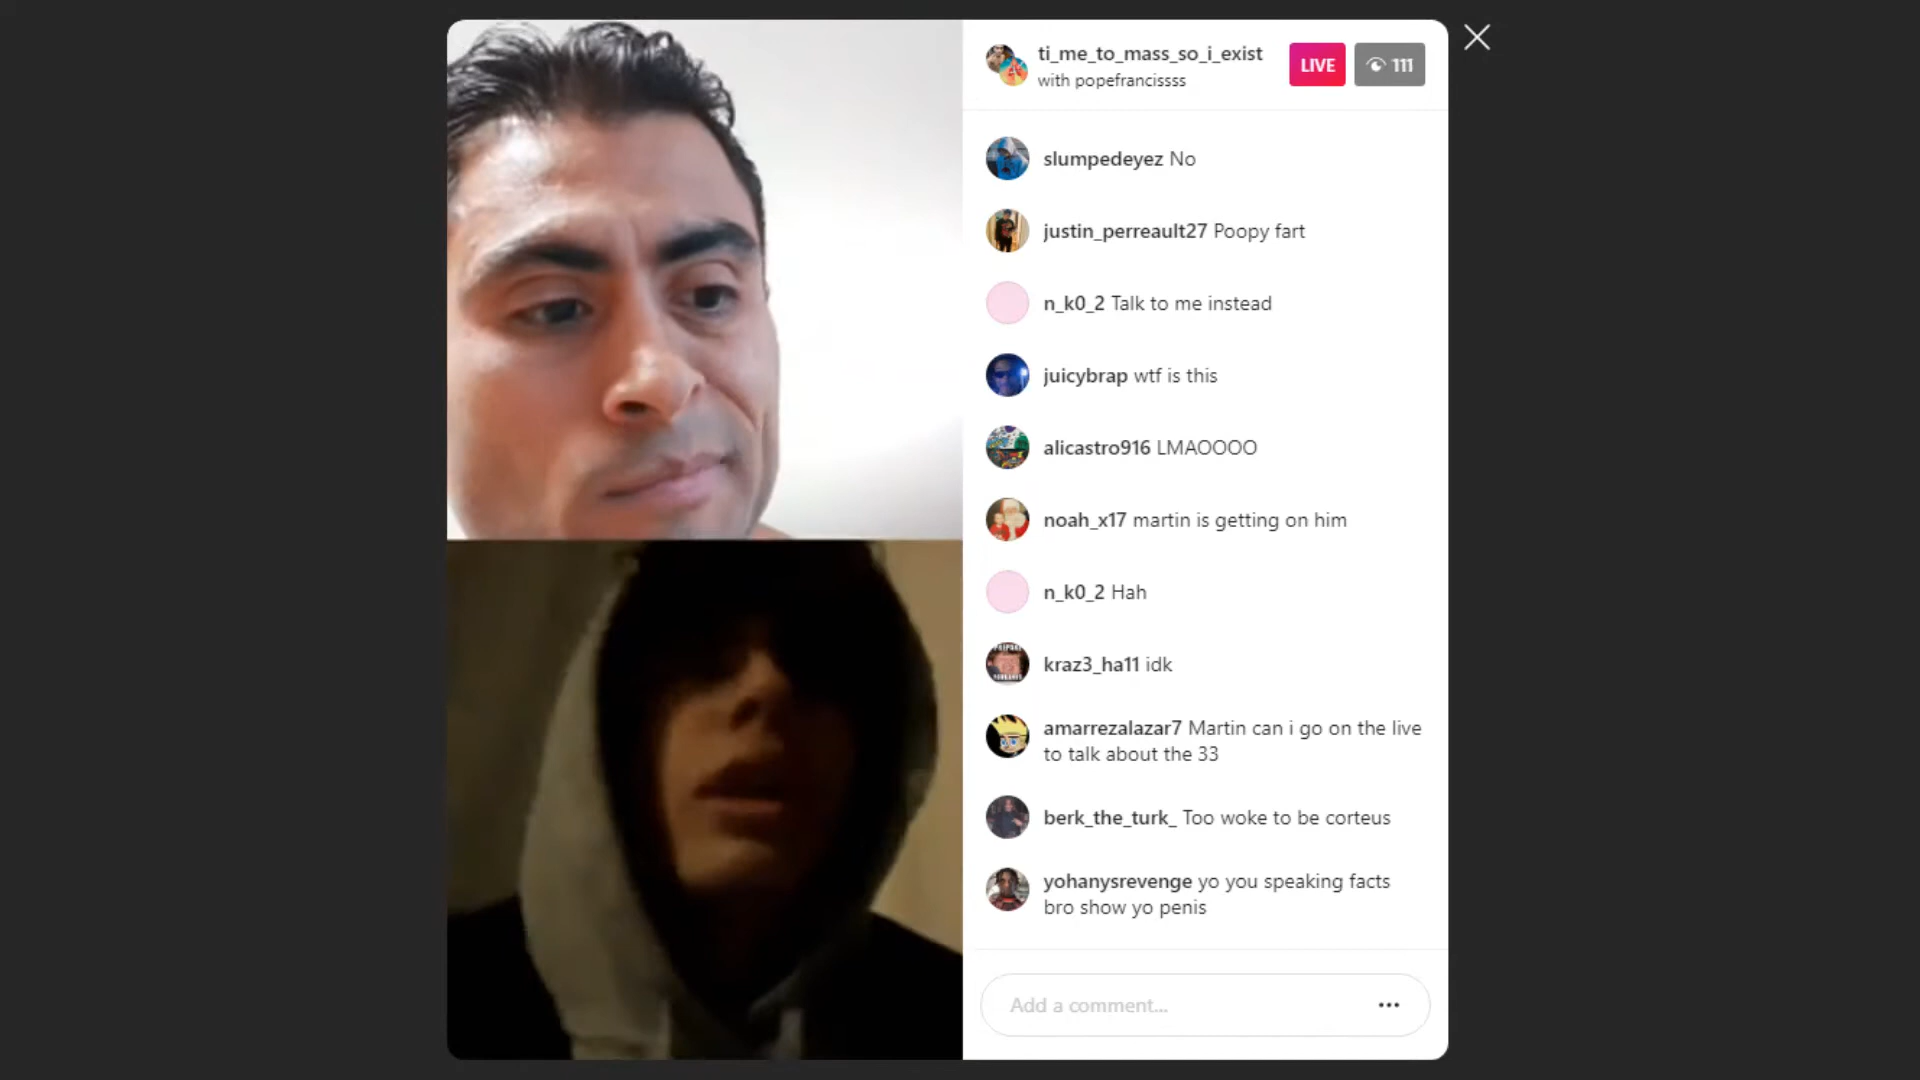 ti_me_to_mass_so_i_exist
with popefrancissss
LIVE
111
slumpedeyez No
justin_perreault27 Poopy fart
n_k0_2 Talk to me instead
juicybrap wtf is this
alicastro916 LMAOOOO
noah_x17 martin is getting on him
n_k0_2 Hah
kraz3_ha11 idk
amarrezalazar7 Martin can i go on the live
to talk about the 33
berk_the_turk_ Too woke to be corteus
yohanysrevenge yo you speaking facts
bro show yo penis
Add a comment...